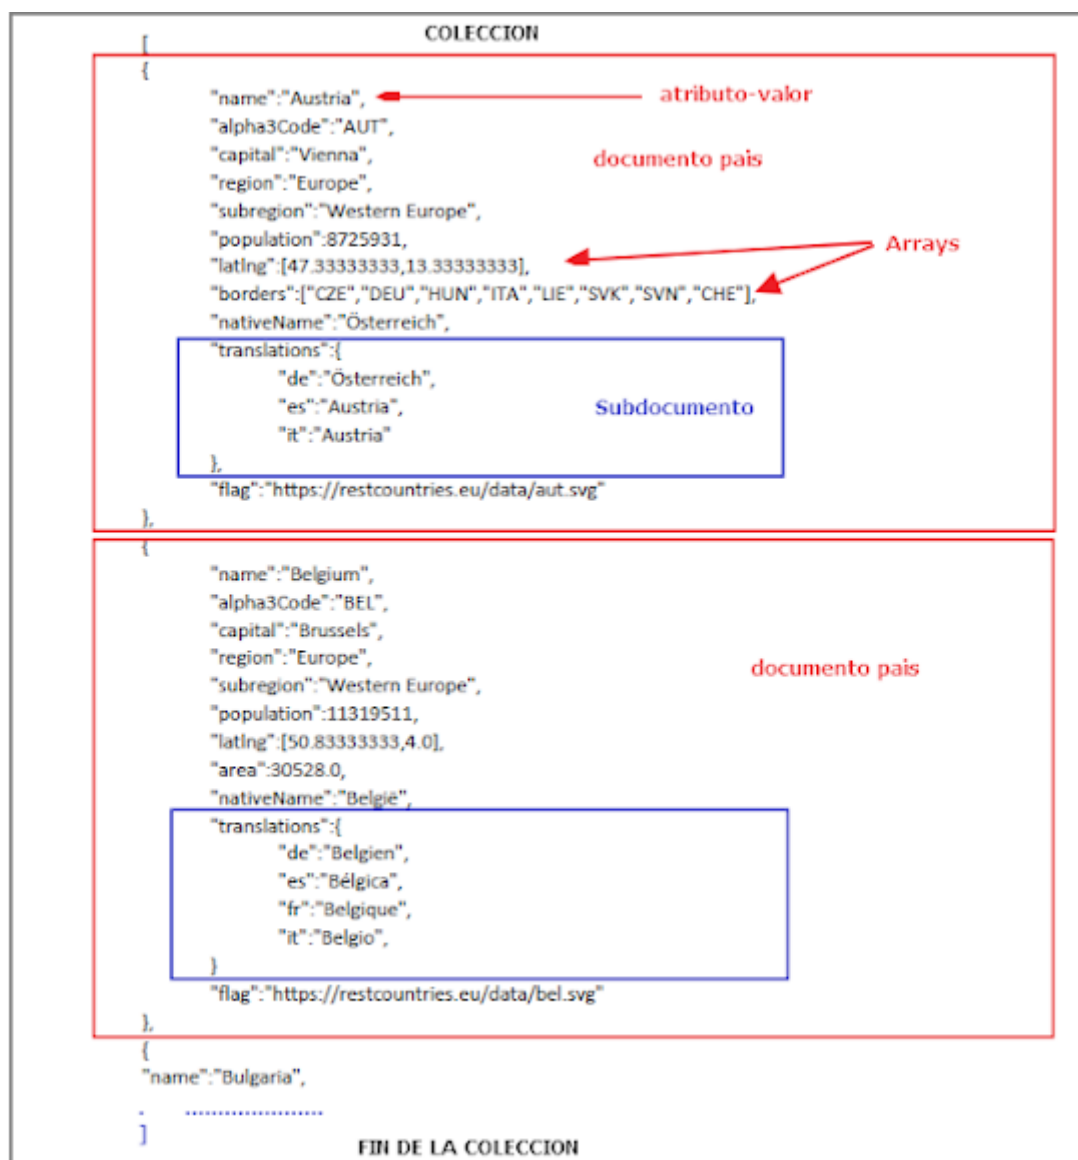 COLECCION
[
{
"name":"Austria", atributo-valor
"alpha3Code":"AUT",
"capital":"Vienna", documento pais
"region":"Europe",
"subregion":"Western Europe",
"population":8725931,
Arrays
"latlng":[47.33333333,13.33333333],
"borders":["CZE","DEU","HUN","ITA","LIE","SVK","SVN","CHE"],
"nativeName":"Österreich",
"translations":{
"de":"Österreich",
"es":"Austria", Subdocumento
"it":"Austria"
},
"flag":"https://restcountries.eu/data/aut.svg"
},
{
"name":"Belgium",
"alpha3Code":"BEL",
"capital":"Brussels",
"region":"Europe", documento pais
"subregion":"Western Europe",
"population":11319511,
"latlng":[50.83333333,4.0],
"area":30528.0,
"nativeName":"België",
"translations":{
"de":"Belgien",
"es":"Bélgica",
"fr":"Belgique",
"it":"Belgio",
}
"flag":"https://restcountries.eu/data/bel.svg"
},
{
"name":"Bulgaria",
. .....................
]
FIN DE LA COLECCION